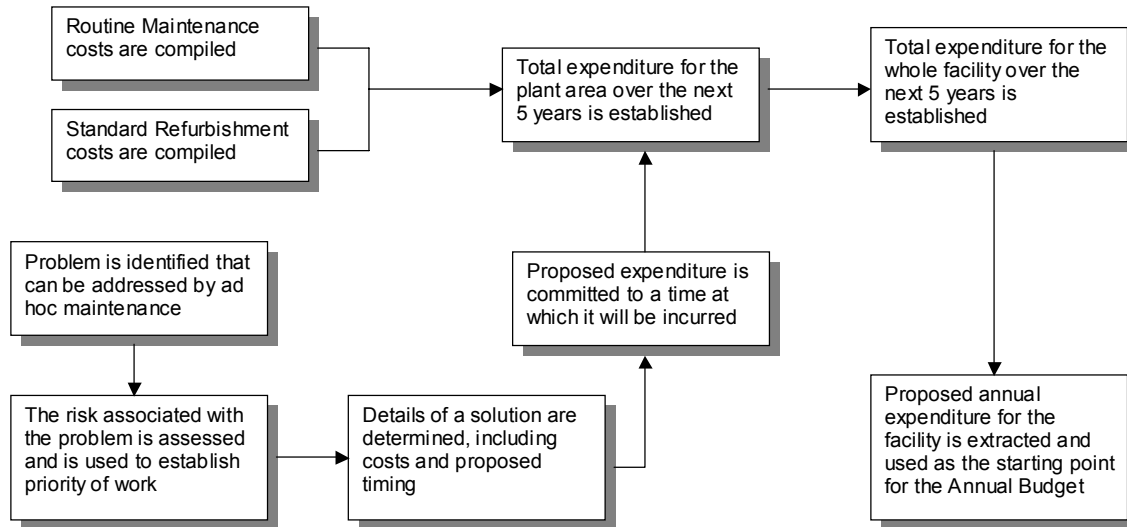 Routine Maintenance
costs are compiled
Standard Refurbishment
costs are compiled
Total expenditure for the
plant area over the next
5 years is established
Total expenditure for the
whole facility over the
next 5 years is
established
Problem is identified that
can be addressed by ad
hoc maintenance
Proposed expenditure is
committed to a time at
which it will be incurred
The risk associated with
the problem is assessed
and is used to establish
priority of work
Details of a solution are
determined, including
costs and proposed
timing
Proposed annual
expenditure for the
facility is extracted and
used as the starting point
for the Annual Budget